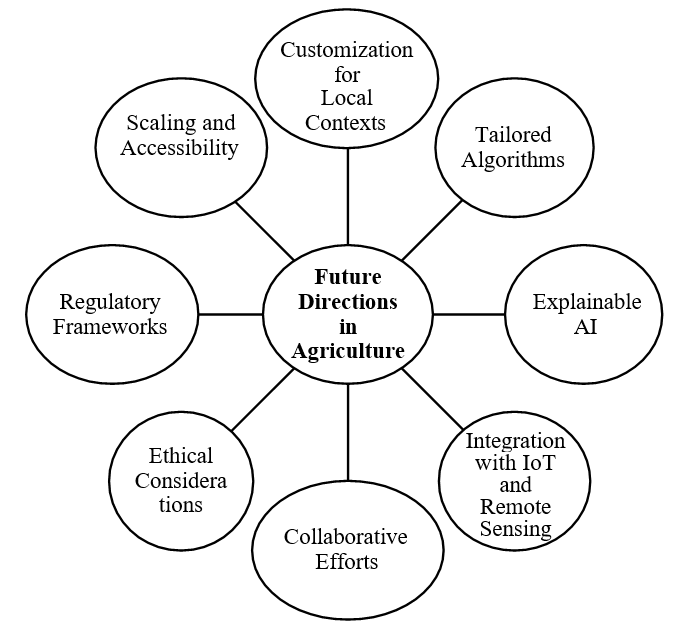 Customization
for
Local
Contexts
Scaling and
Accessibility
Tailored
Algorithms
Regulatory
Frameworks
Future
Directions
in
Agriculture
Explainable
AI
Ethical
Considera
tions
Integration
with IoT
and
Remote
Sensing
Collaborative
Efforts